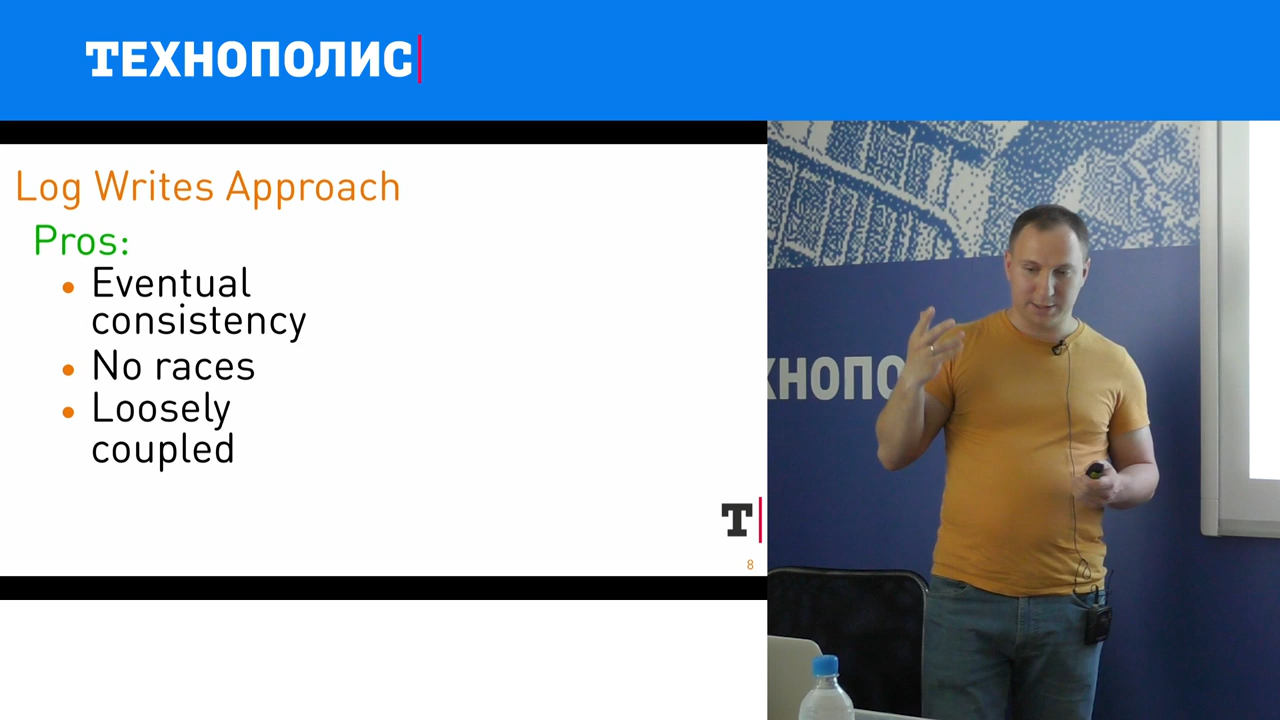 ТЕХНОПОЛИС
Log Writes Approach
Pros:
• Eventual
consistency
• No races
• Loosely
coupled
Т
8
ХНОПО